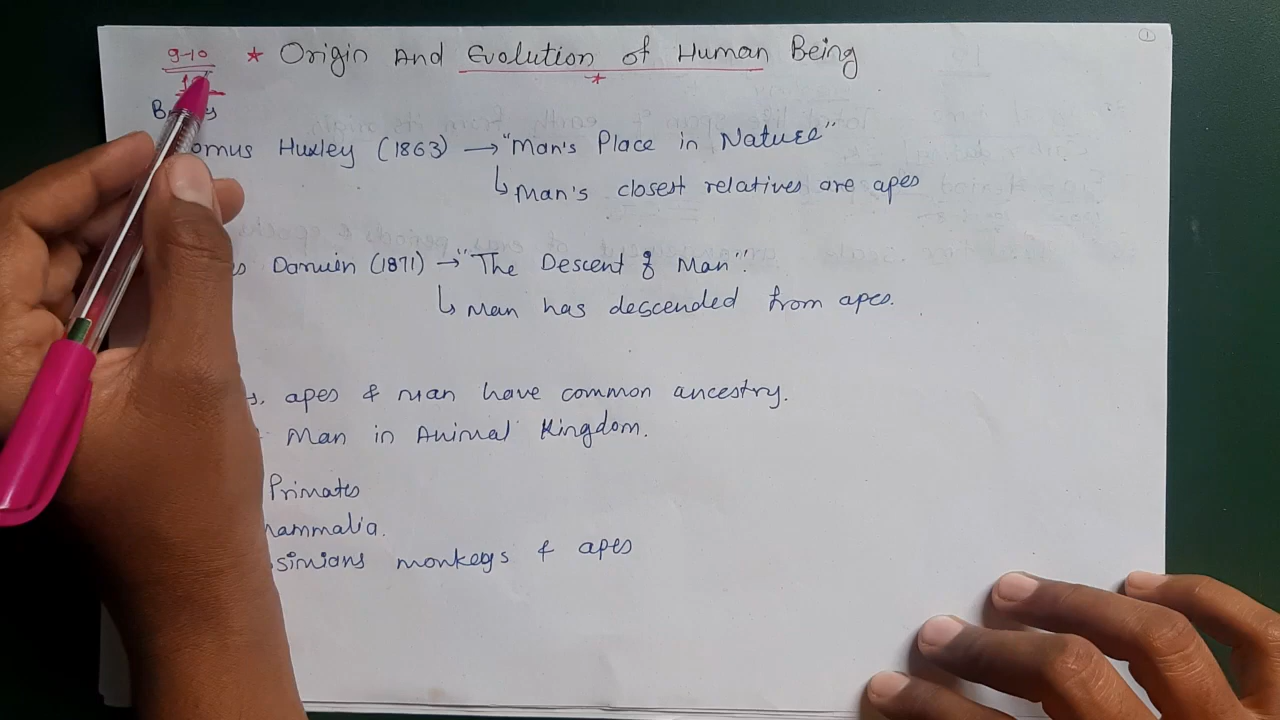 ①
9-10 ★ Origin And Evolution of Human Being
Huxley (1863) → "Man's Place in Nature"
↳ Man's closest relatives are apes
Darwin (1871) → "The Descent of Man".
↳ Man has descended from apes.
apes & man have common ancestry.
Man in Animal Kingdom.
Primates
mammalia.
simians monkeys & apes